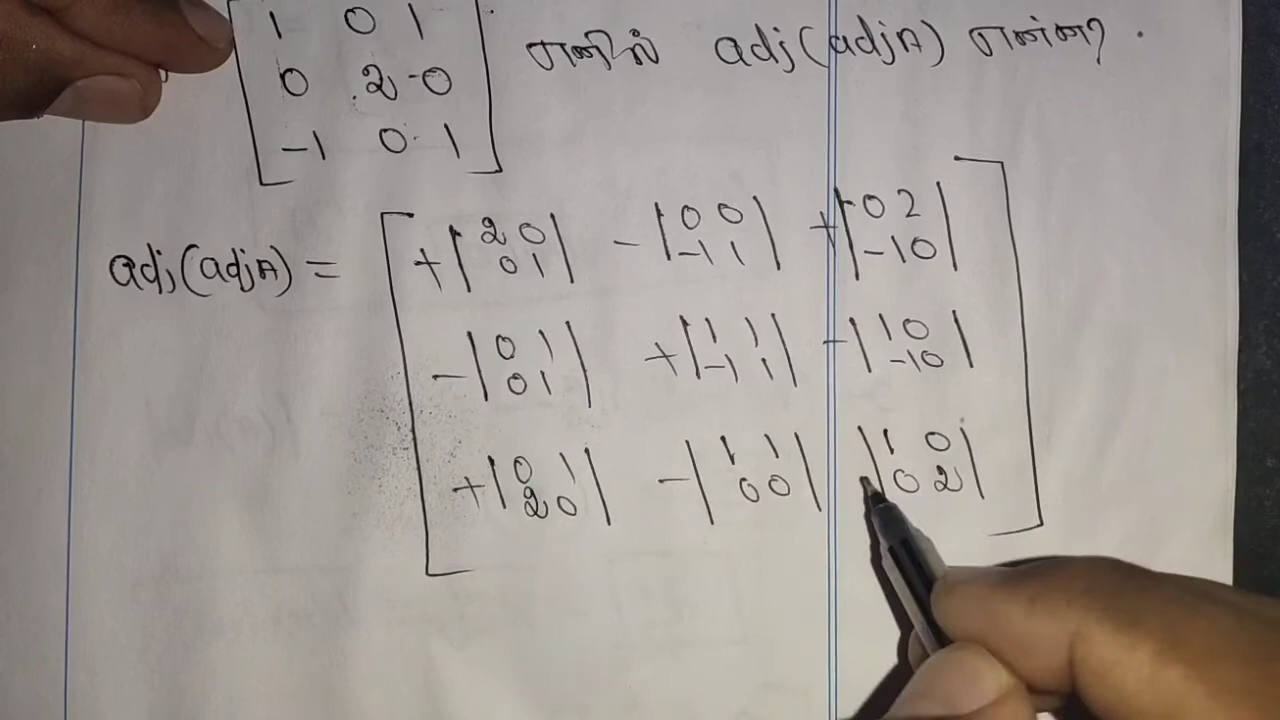 1 0 1 எனில் adj(adjA) என்ன? .
0 2 0
-1 0 1
adj(adjA) =
+|2 0| -|0 0| +|0 2|
|0 1| |-1 1| |-1 0|
-|0 1| +|1 1| -|1 0|
|0 1| |-1 1| |-1 0|
+|0 1| -|1 1| |1 0|
|2 0| |0 0| |0 2|